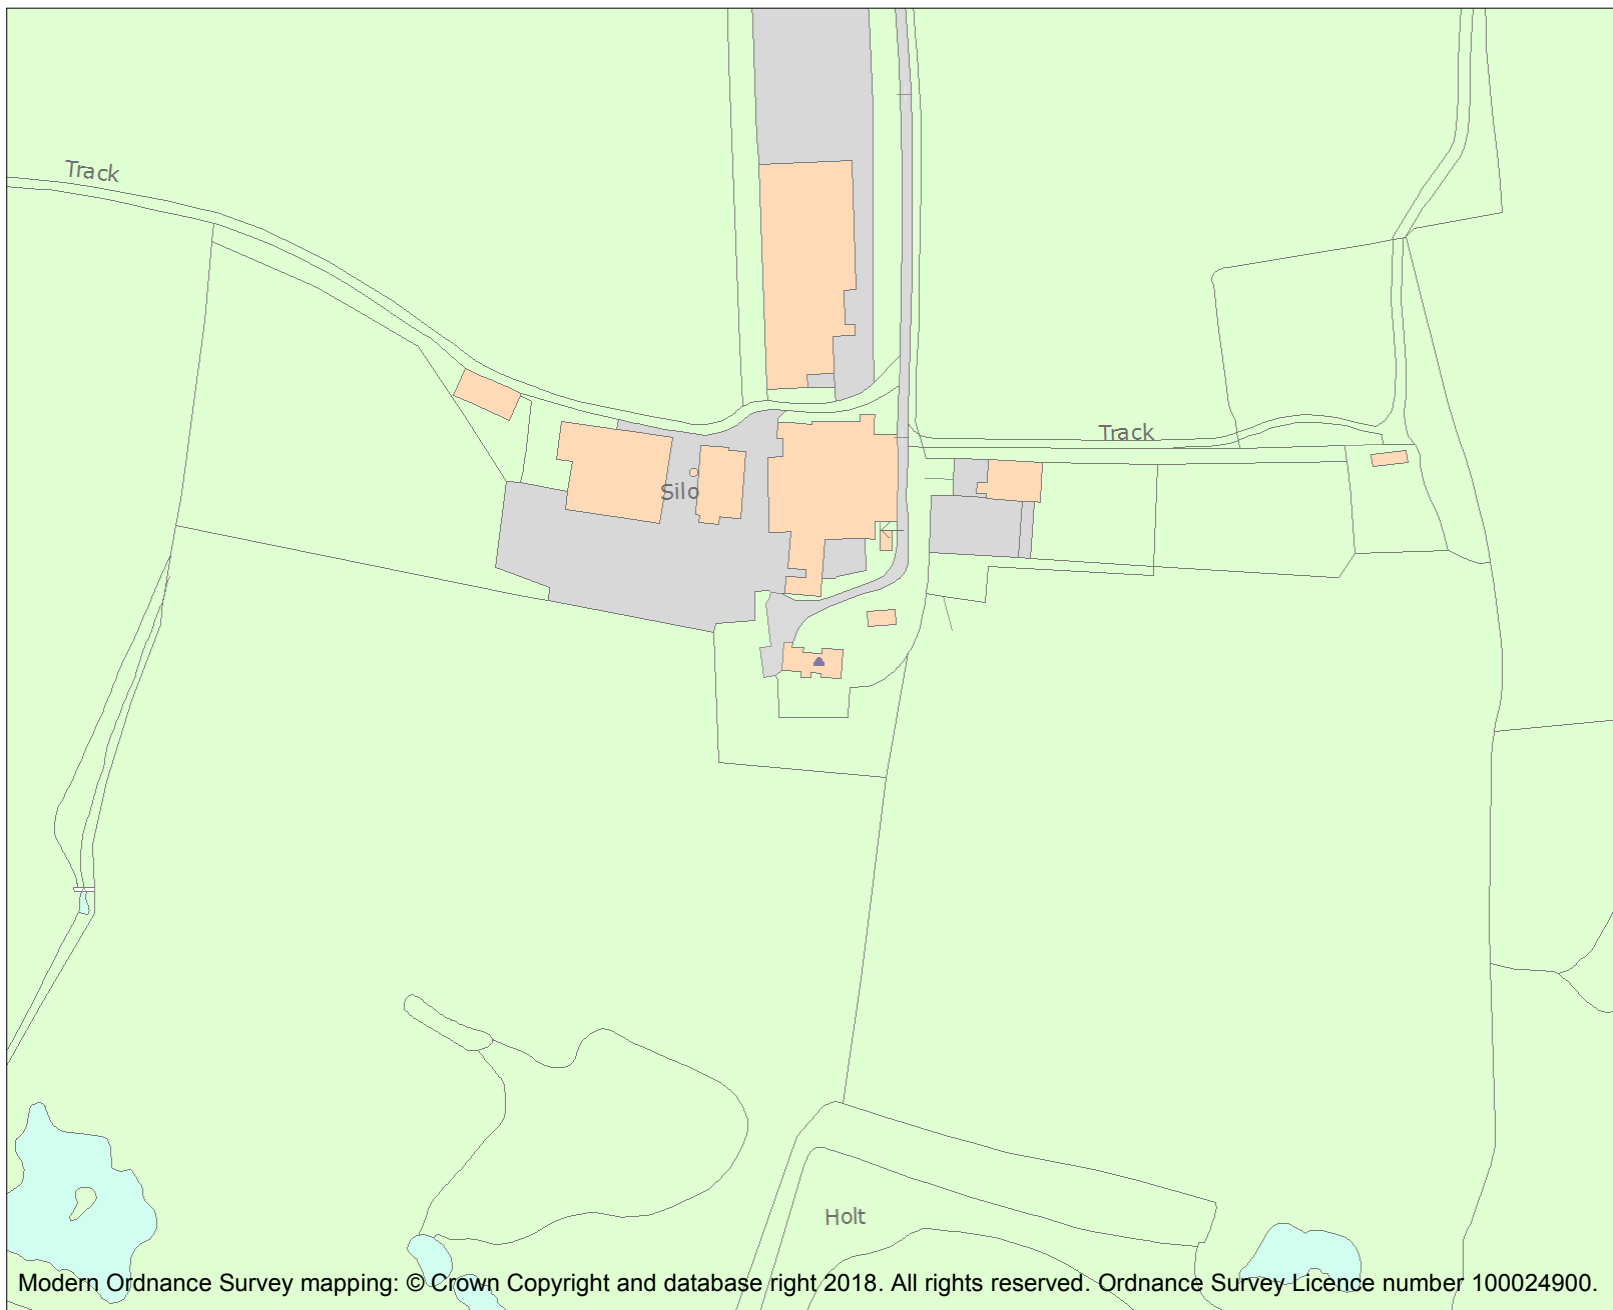 Track
Track
Silo
Holt
Modern Ordnance Survey mapping: © Crown Copyright and database right 2018. All rights reserved. Ordnance Survey Licence number 100024900.